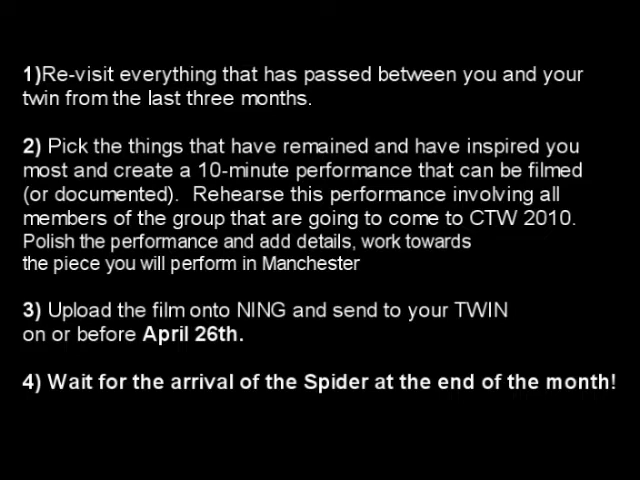 1)Re-visit everything that has passed between you and your
twin from the last three months.
2) Pick the things that have remained and have inspired you
most and create a 10-minute performance that can be filmed
(or documented).  Rehearse this performance involving all
members of the group that are going to come to CTW 2010.
Polish the performance and add details, work towards
the piece you will perform in Manchester
3) Upload the film onto NING and send to your TWIN
on or before April 26th.
4) Wait for the arrival of the Spider at the end of the month!